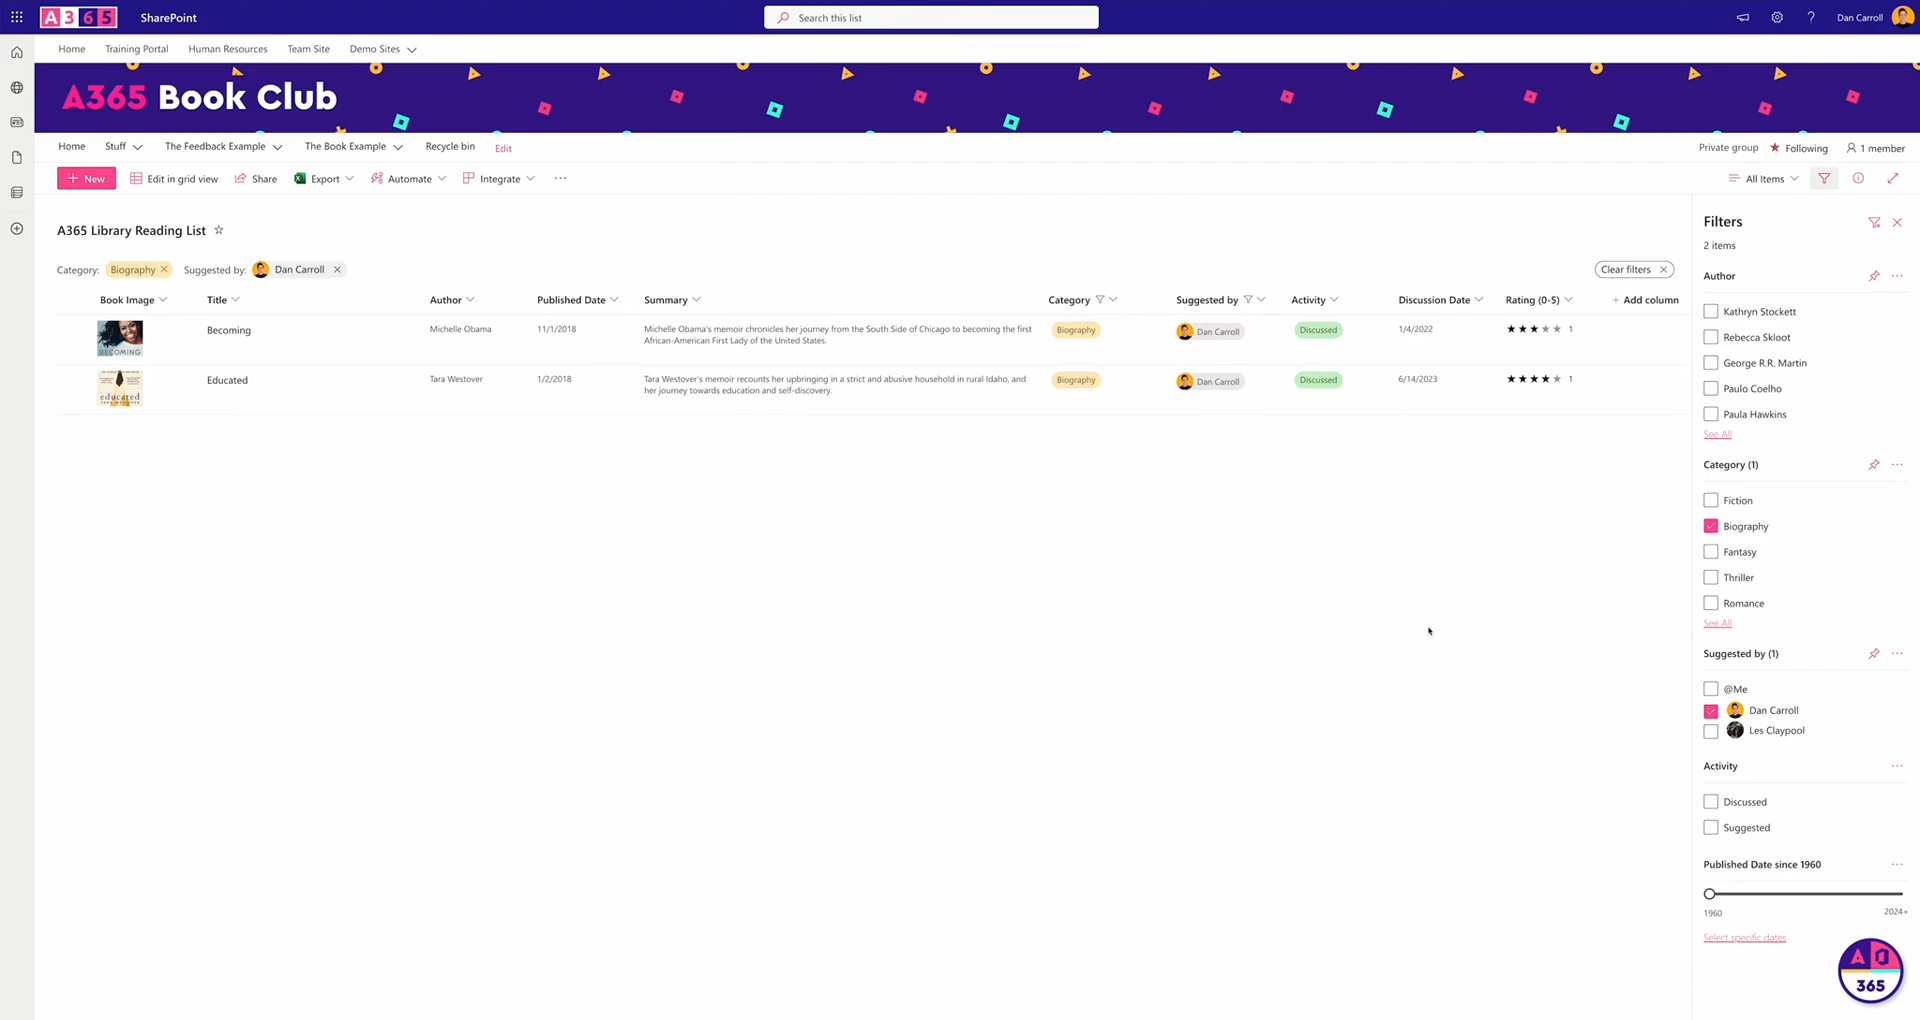 A365 SharePoint Search this list Dan Carroll
Home Training Portal Human Resources Team Site Demo Sites
A365 Book Club
Home Stuff The Feedback Example The Book Example Recycle bin Edit Private group Following 1 member
New Edit in grid view Share Export Automate Integrate ... All Items
A365 Library Reading List
Category: Biography Suggested by: Dan Carroll Clear filters
Book Image Title Author Published Date Summary Category Suggested by Activity Discussion Date Rating (0-5) + Add column
BECOMING Becoming Michelle Obama 11/1/2018 Michelle Obama's memoir chronicles her journey from the South Side of Chicago to becoming the first Biography Dan Carroll Discussed 1/4/2022 1
African-American First Lady of the United States.
educated Educated Tara Westover 1/2/2018 Tara Westover's memoir recounts her upbringing in a strict and abusive household in rural Idaho, and Biography Dan Carroll Discussed 6/14/2023 1
her journey towards education and self-discovery.
Filters
2 items
Author
Kathryn Stockett
Rebecca Skloot
George R.R. Martin
Paulo Coelho
Paula Hawkins
See All
Category (1)
Fiction
Biography
Fantasy
Thriller
Romance
See All
Suggested by (1)
@Me
Dan Carroll
Les Claypool
Activity
Discussed
Suggested
Published Date since 1960
1960 2024+
Select specific dates
A
365